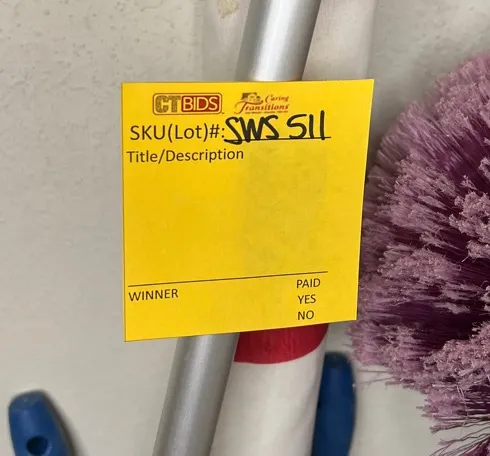 CTBIDS Caring Transitions
SKU(Lot)#: SWS 511
Title/Description
WINNER PAID
YES
NO